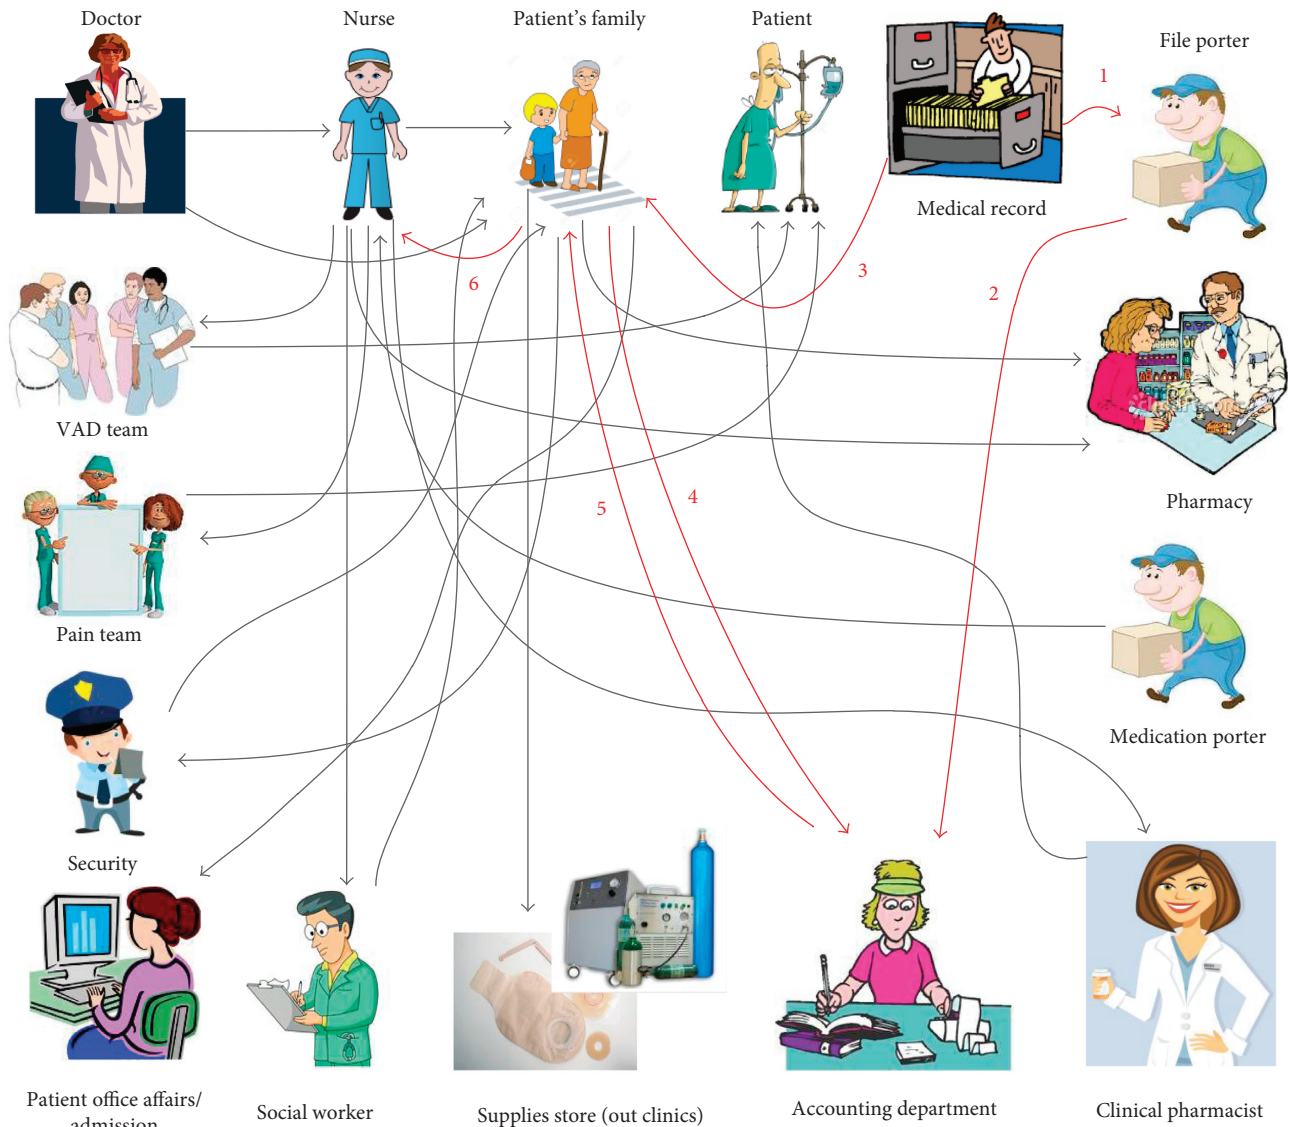 Doctor
Nurse
Patient's family
Patient
Medical record
File porter
1
2
3
6
VAD team
Pharmacy
5
4
Pain team
Medication porter
Security
Patient office affairs/
admission
Social worker
Supplies store (out clinics)
Accounting department
Clinical pharmacist